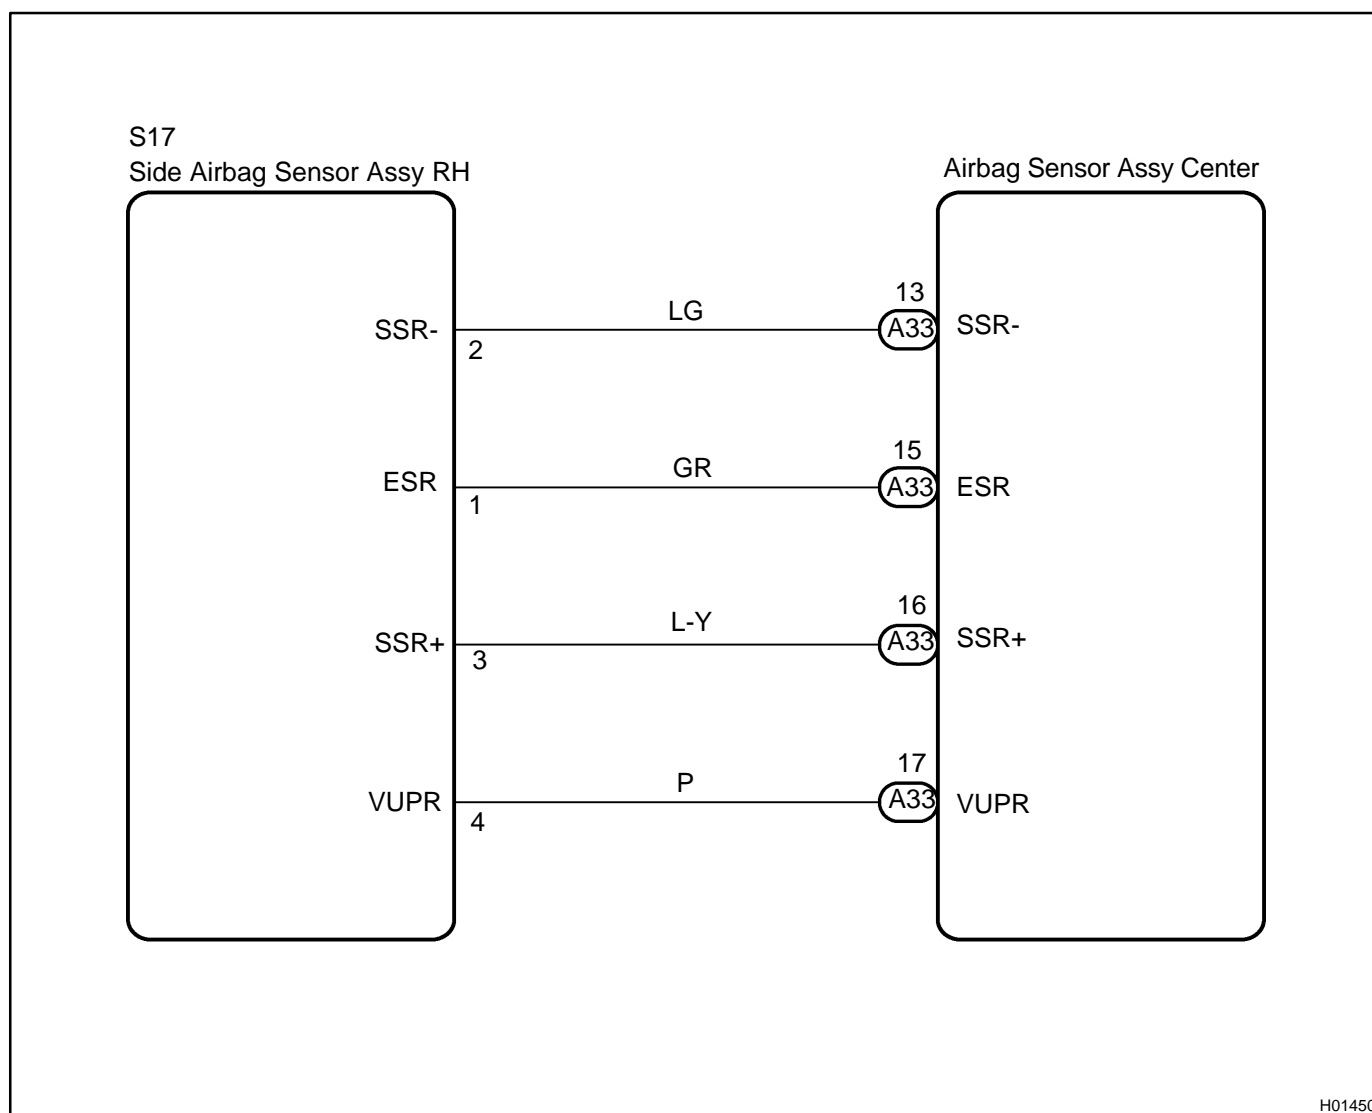 S17
Side Airbag Sensor Assy RH
Airbag Sensor Assy Center
SSR-
2
LG
13
A33
SSR-
ESR
1
GR
15
A33
ESR
SSR+
3
L-Y
16
A33
SSR+
VUPR
4
P
17
A33
VUPR
H01450